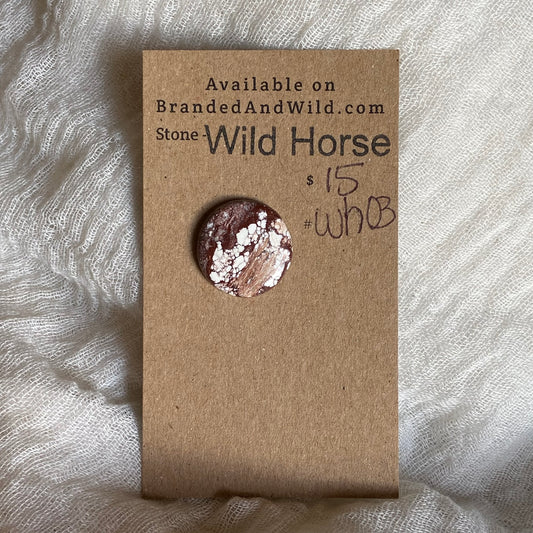 Available on
BrandedAndWild.com
Stone - Wild Horse
$ 15
#Wh03